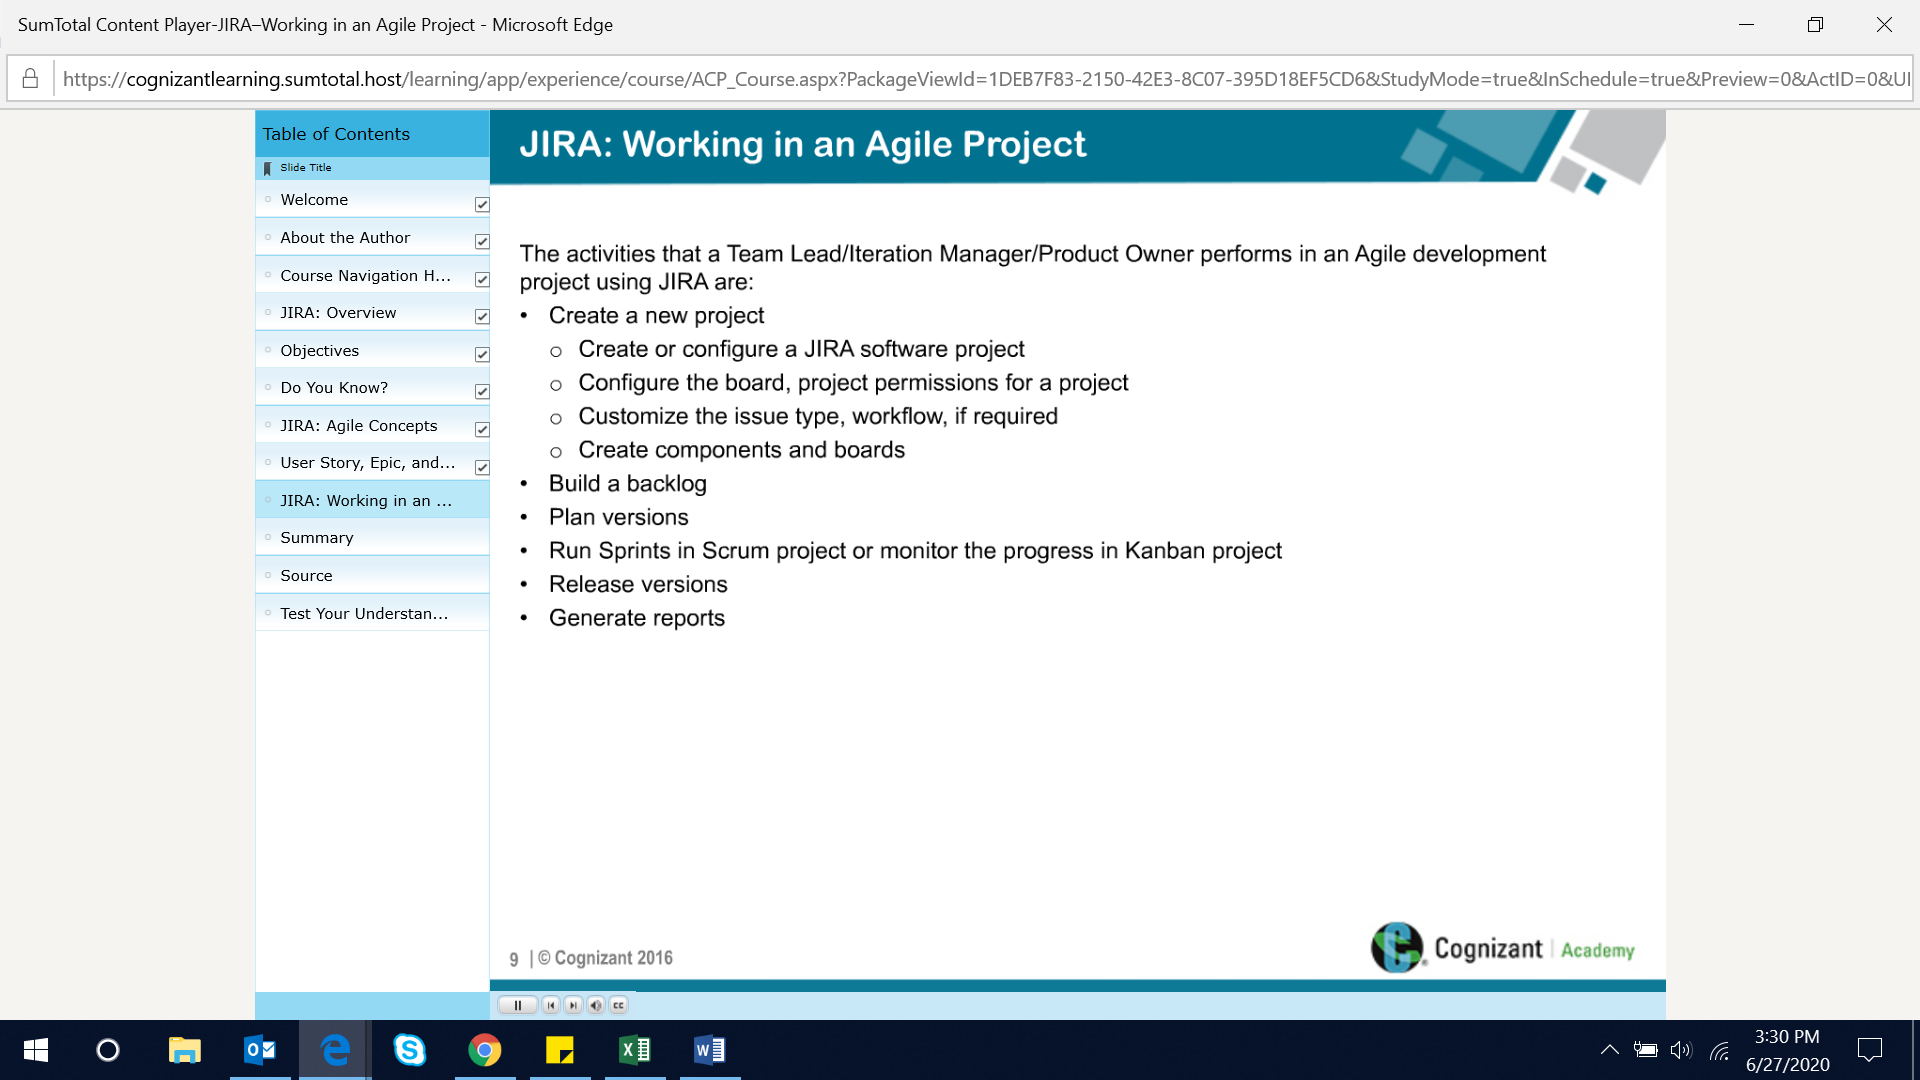 SumTotal Content Player-JIRA–Working in an Agile Project - Microsoft Edge
https://cognizantlearning.sumtotal.host/learning/app/experience/course/ACP_Course.aspx?PackageViewId=1DEB7F83-2150-42E3-8C07-395D18EF5CD6&StudyMode=true&InSchedule=true&Preview=0&ActID=0&UI
Table of Contents
Slide Title
Welcome
About the Author
Course Navigation H...
JIRA: Overview
Objectives
Do You Know?
JIRA: Agile Concepts
User Story, Epic, and...
JIRA: Working in an ...
Summary
Source
Test Your Understan...
JIRA: Working in an Agile Project
The activities that a Team Lead/Iteration Manager/Product Owner performs in an Agile development
project using JIRA are:
• Create a new project
o Create or configure a JIRA software project
o Configure the board, project permissions for a project
o Customize the issue type, workflow, if required
o Create components and boards
• Build a backlog
• Plan versions
• Run Sprints in Scrum project or monitor the progress in Kanban project
• Release versions
• Generate reports
9 | © Cognizant 2016
Cognizant | Academy
CC
3:30 PM
6/27/2020